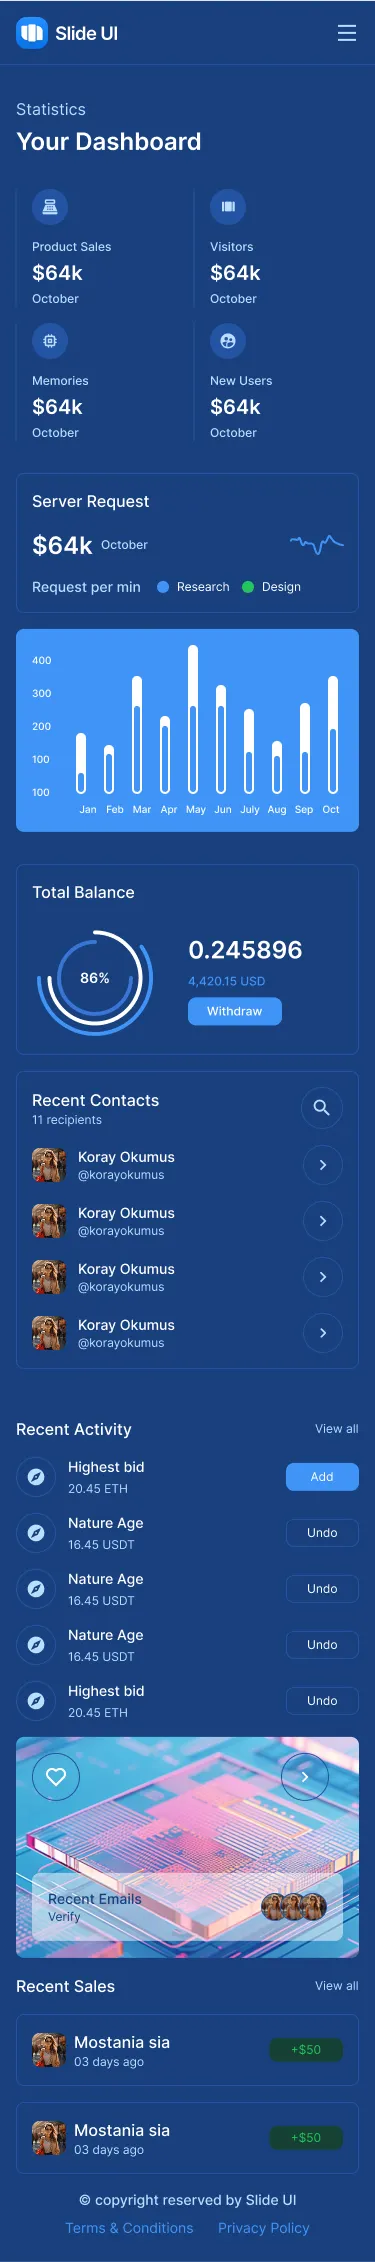 Slide UI
Statistics
Your Dashboard
Product Sales
$64k
October
Visitors
$64k
October
Memories
$64k
October
New Users
$64k
October
Server Request
$64k October
Request per min Research Design
400
300
200
100
100
Jan Feb Mar Apr May Jun July Aug Sep Oct
Total Balance
86%
0.245896
4,420.15 USD
Withdraw
Recent Contacts
11 recipients
Koray Okumus
@korayokumus
Koray Okumus
@korayokumus
Koray Okumus
@korayokumus
Koray Okumus
@korayokumus
Recent Activity View all
Highest bid
20.45 ETH
Add
Nature Age
16.45 USDT
Undo
Nature Age
16.45 USDT
Undo
Nature Age
16.45 USDT
Undo
Highest bid
20.45 ETH
Undo
Recent Emails
Verify
Recent Sales View all
Mostania sia
03 days ago
+$50
Mostania sia
03 days ago
+$50
© copyright reserved by Slide UI
Terms & Conditions Privacy Policy